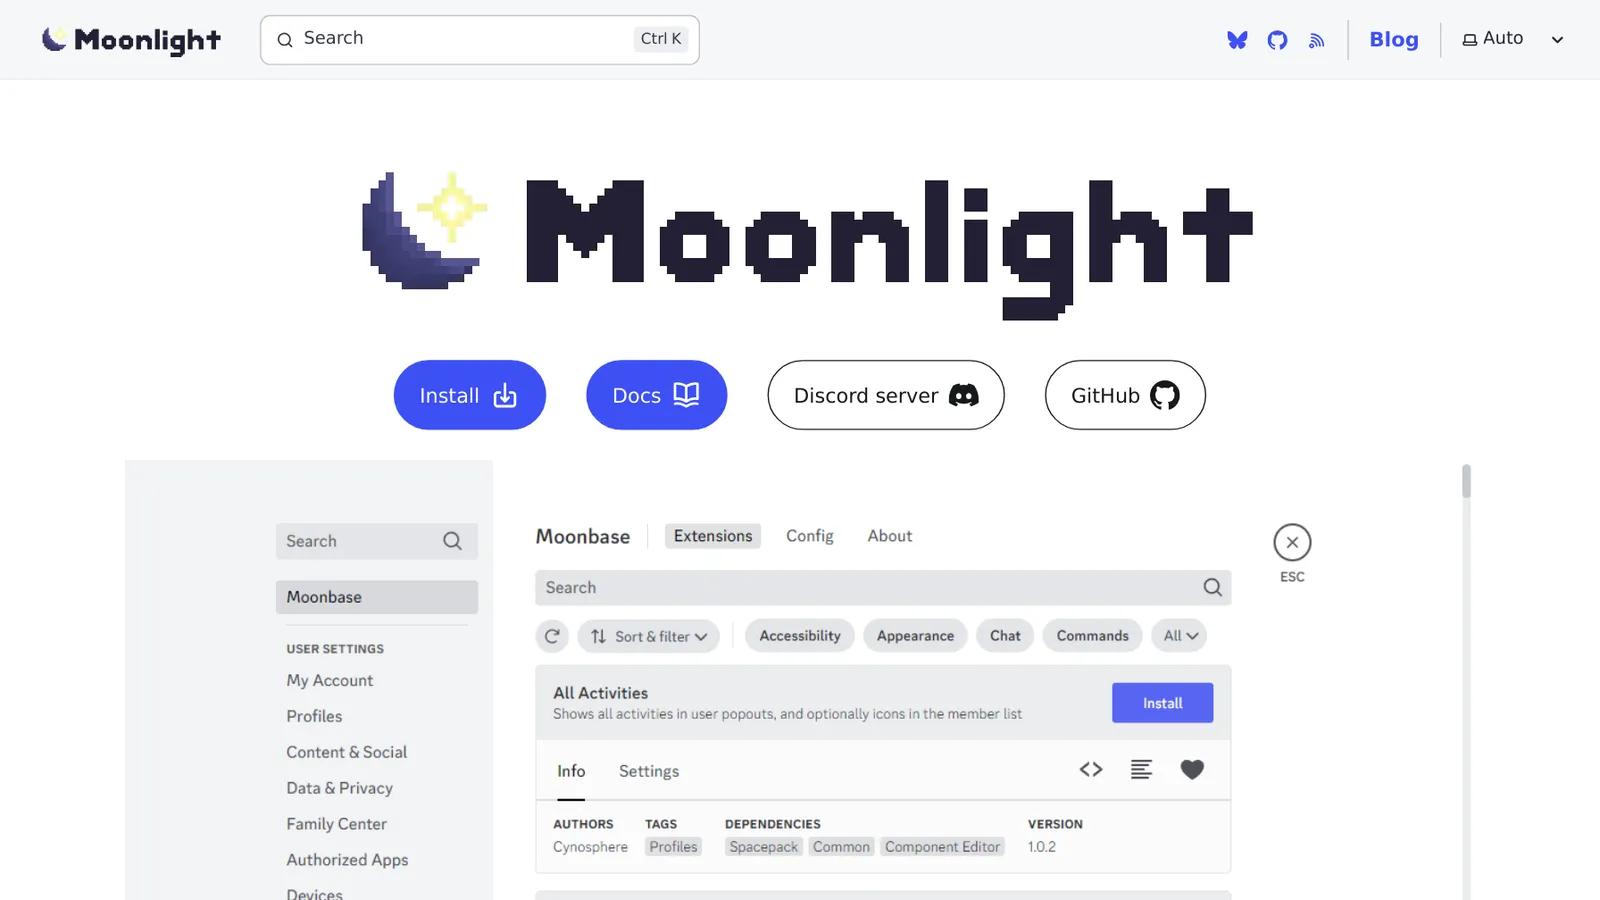 Moonlight
Search
Ctrl K
Blog
Auto
Moonlight
Install
Docs
Discord server
GitHub
Search
Moonbase
USER SETTINGS
My Account
Profiles
Content & Social
Data & Privacy
Family Center
Authorized Apps
Devices
Moonbase
Extensions
Config
About
ESC
Search
Sort & filter
Accessibility
Appearance
Chat
Commands
All
All Activities
Shows all activities in user popouts, and optionally icons in the member list
Install
Info
Settings
AUTHORS
Cynosphere
TAGS
Profiles
DEPENDENCIES
Spacepack
Common
Component Editor
VERSION
1.0.2